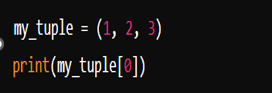 my_tuple = (1, 2, 3)
print(my_tuple[0])